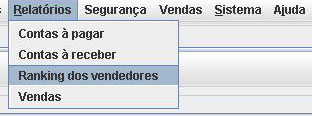 Relatórios Segurança Vendas Sistema Ajuda
Contas à pagar
Contas à receber
Ranking dos vendedores
Vendas